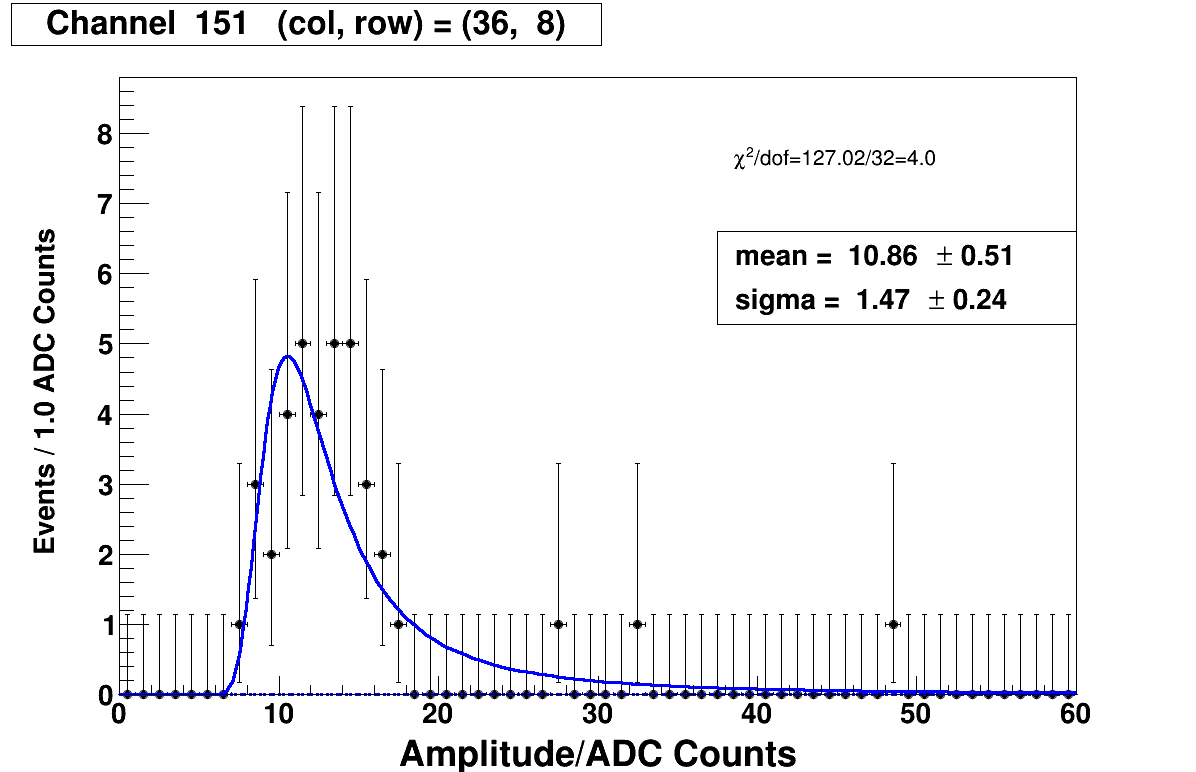 Channel 151 (col, row) = (36, 8)
χ²/dof=127.02/32=4.0
mean = 10.86 ± 0.51
sigma = 1.47 ± 0.24
Events / 1.0 ADC Counts
8
7
6
5
4
3
2
1
0
0 10 20 30 40 50 60
Amplitude/ADC Counts